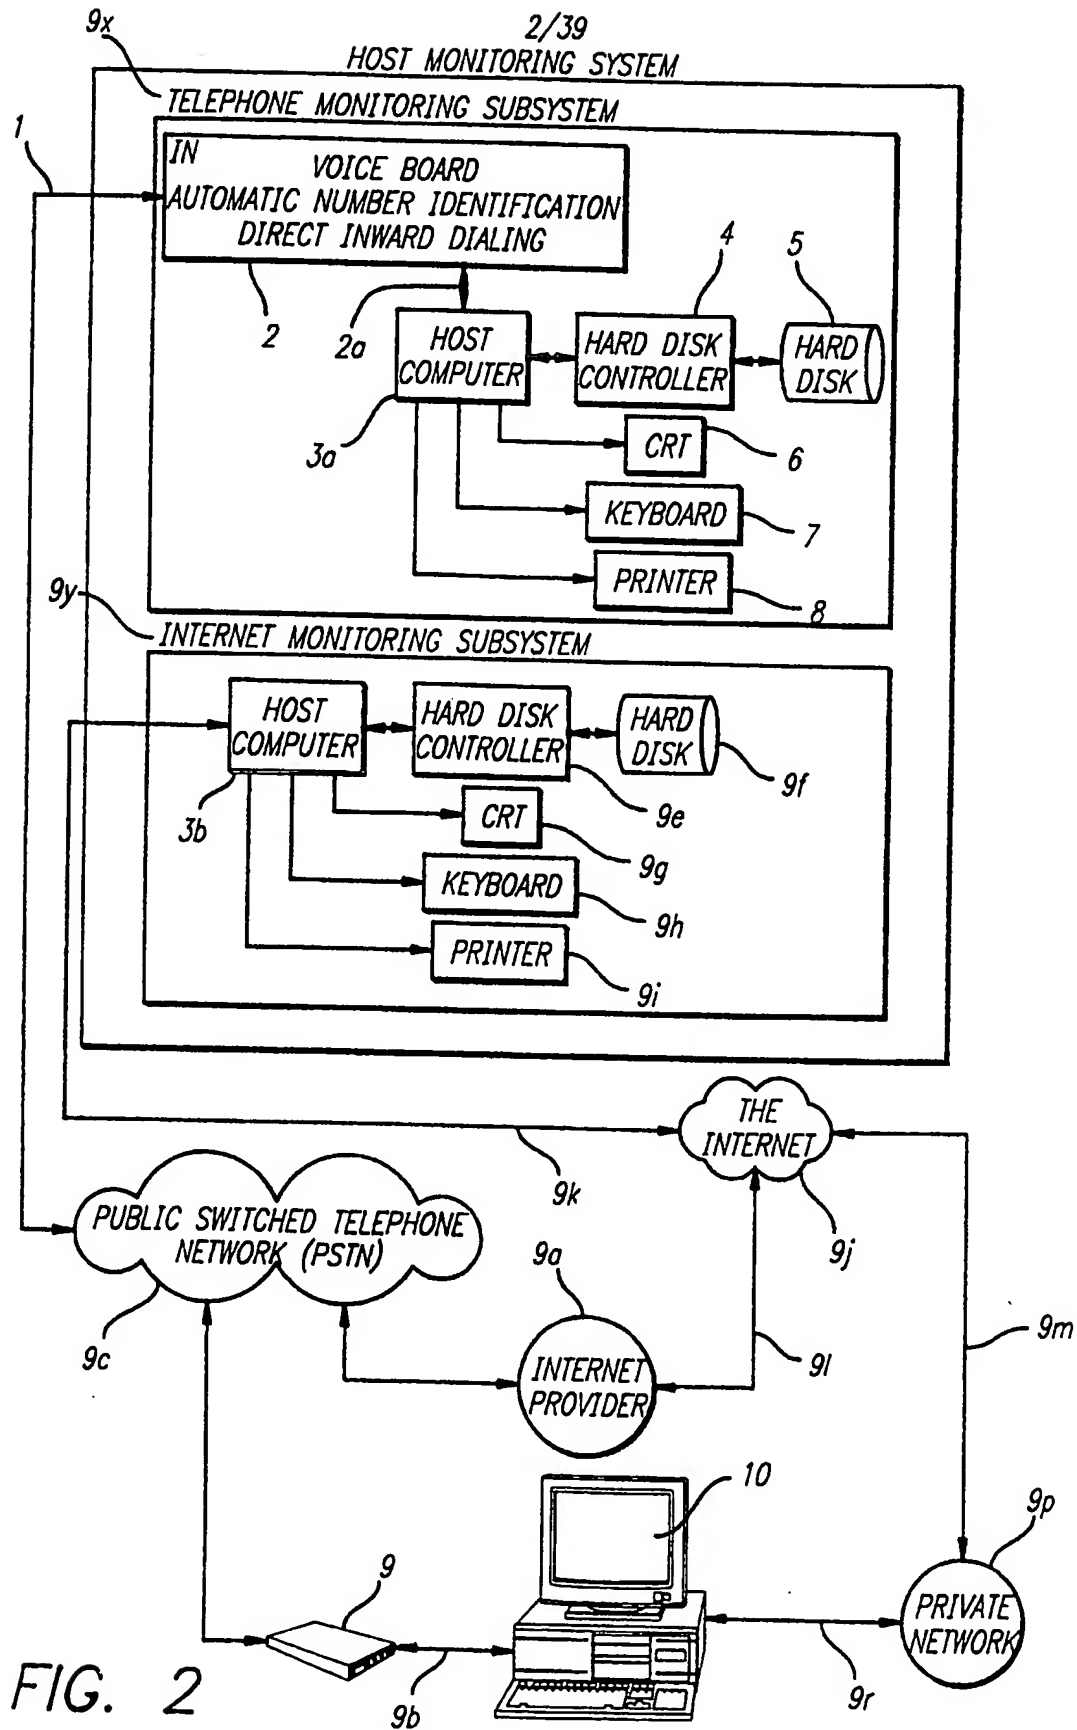 2/39
HOST MONITORING SYSTEM
9x
TELEPHONE MONITORING SUBSYSTEM
1
IN
VOICE BOARD
AUTOMATIC NUMBER IDENTIFICATION
DIRECT INWARD DIALING
2
2a
4
5
HOST
COMPUTER
HARD DISK
CONTROLLER
HARD
DISK
3a
CRT
6
KEYBOARD
7
PRINTER
8
9y
INTERNET MONITORING SUBSYSTEM
HOST
COMPUTER
HARD DISK
CONTROLLER
HARD
DISK
3b
9e
9f
CRT
9g
KEYBOARD
9h
PRINTER
9i
THE
INTERNET
9k
9j
PUBLIC SWITCHED TELEPHONE
NETWORK (PSTN)
9c
9a
INTERNET
PROVIDER
9l
9m
10
9p
PRIVATE
NETWORK
9
9b
9r
FIG. 2